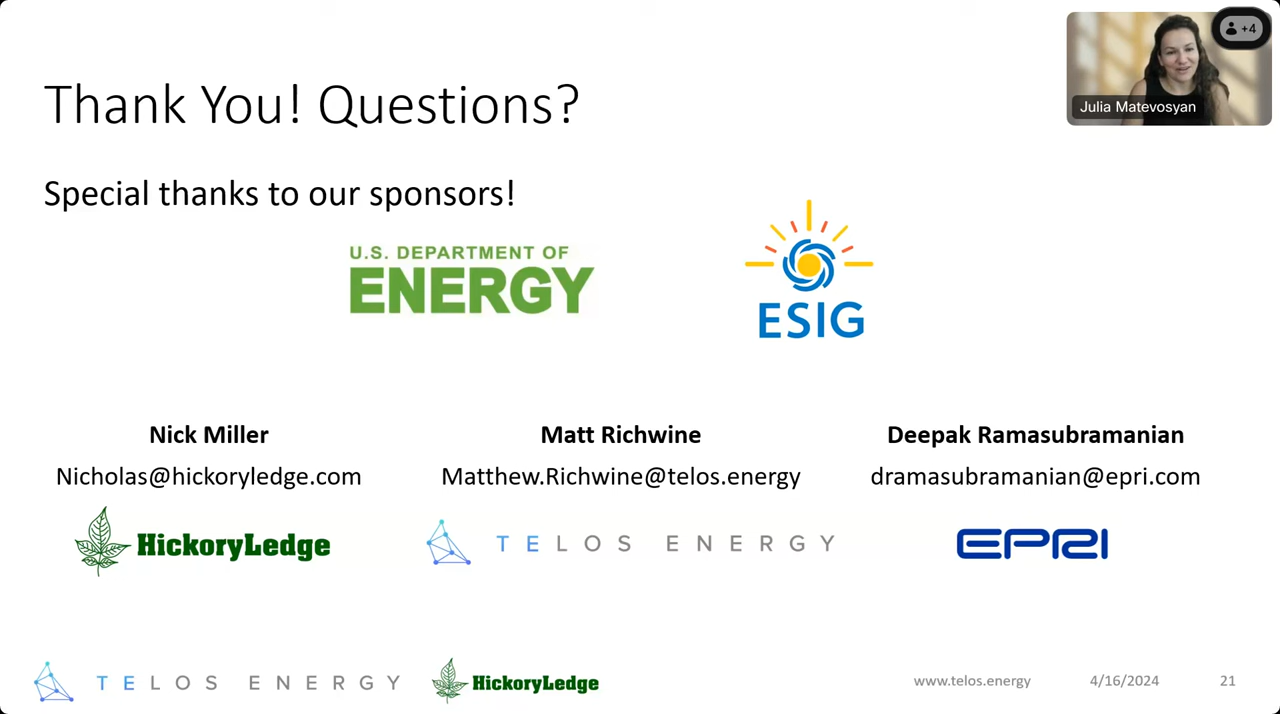 +4
Julia Matevosyan
Thank You! Questions?
Special thanks to our sponsors!
U.S. DEPARTMENT OF
ENERGY
ESIG
Nick Miller
Nicholas@hickoryledge.com
HickoryLedge
Matt Richwine
Matthew.Richwine@telos.energy
TELOS ENERGY
Deepak Ramasubramanian
dramasubramanian@epri.com
EPRI
TELOS ENERGY
HickoryLedge
www.telos.energy
4/16/2024
21